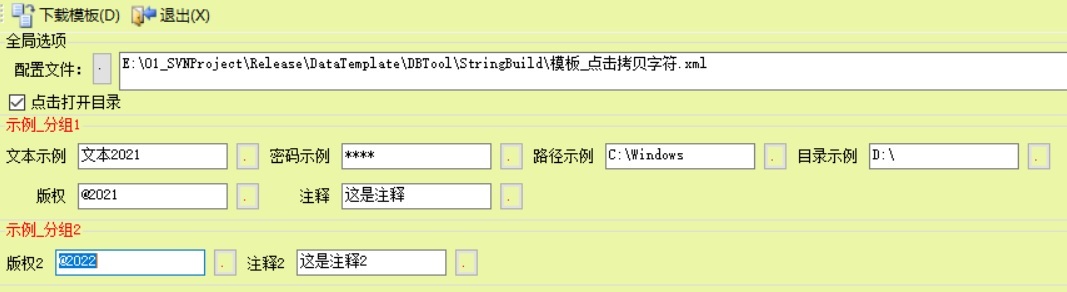 下载模板(D) 退出(X)
全局选项
配置文件: . E:\01_SVNProject\Release\DataTemplate\DBTool\StringBuild\模板_点击拷贝字符.xml
点击打开目录
示例_分组1
文本示例 文本2021 . 密码示例 **** . 路径示例 C:\Windows . 目录示例 D:\ .
版权 @2021 . 注释 这是注释 .
示例_分组2
版权2 @2022 . 注释2 这是注释2 .